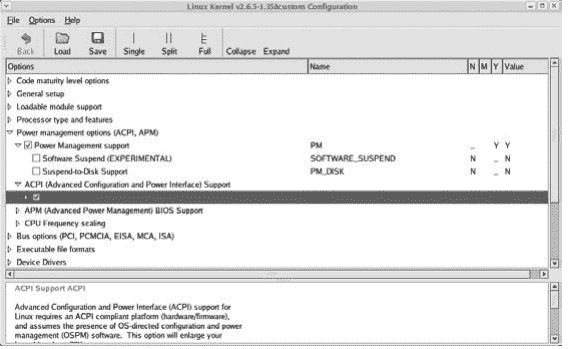 Linux Kernel v2.6.5-1.358custom Configuration
File Options Help
Back Load Save Single Split Full Collapse Expand
Options Name N M Y Value
Code maturity level options
General setup
Loadable module support
Processor type and features
Power management options (ACPI, APM)
Power Management support PM _ Y Y
Software Suspend (EXPERIMENTAL) SOFTWARE_SUSPEND N _ N
Suspend-to-Disk Support PM_DISK N _ N
ACPI (Advanced Configuration and Power Interface) Support
APM (Advanced Power Management) BIOS Support
CPU Frequency scaling
Bus options (PCI, PCMCIA, EISA, MCA, ISA)
Executable file formats
Device Drivers
ACPI Support ACPI
Advanced Configuration and Power Interface (ACPI) support for
Linux requires an ACPI compliant platform (hardware/firmware),
and assumes the presence of OS-directed configuration and power
management (OSPM) software. This option will enlarge your